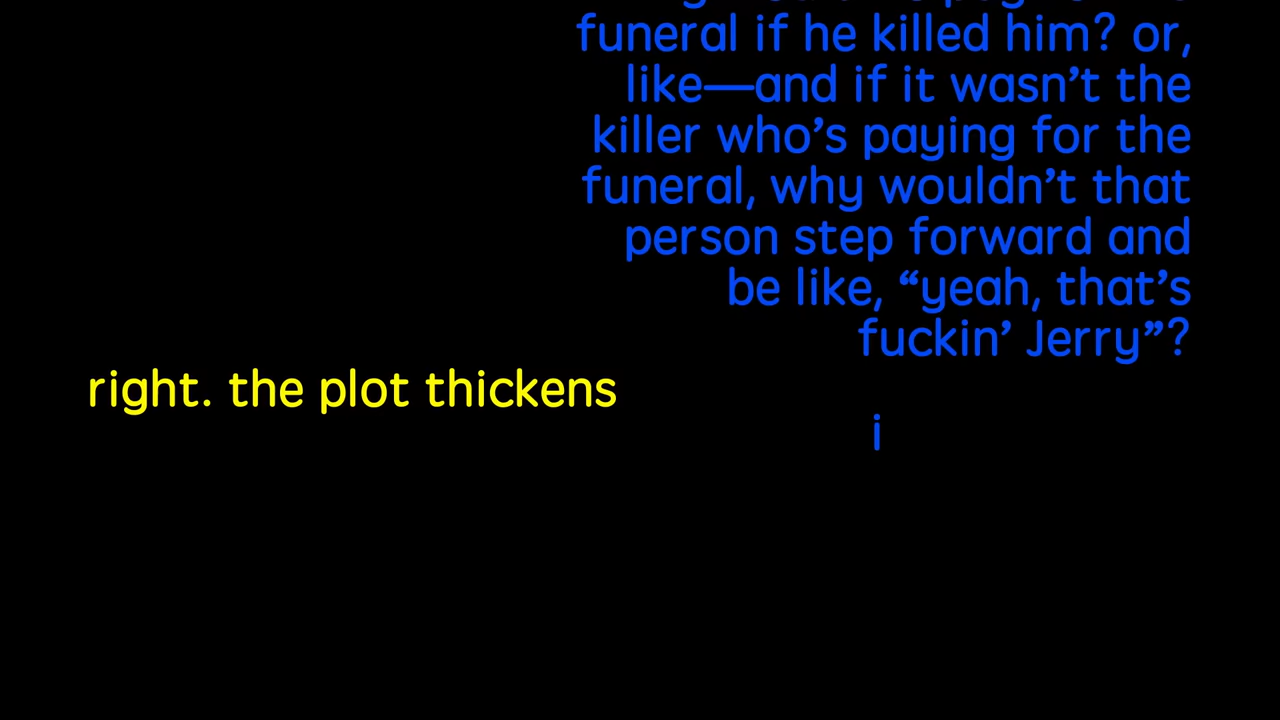 funeral if he killed him? or,
like—and if it wasn’t the
killer who’s paying for the
funeral, why wouldn’t that
person step forward and
be like, “yeah, that’s
fuckin’ Jerry”?
right. the plot thickens
i